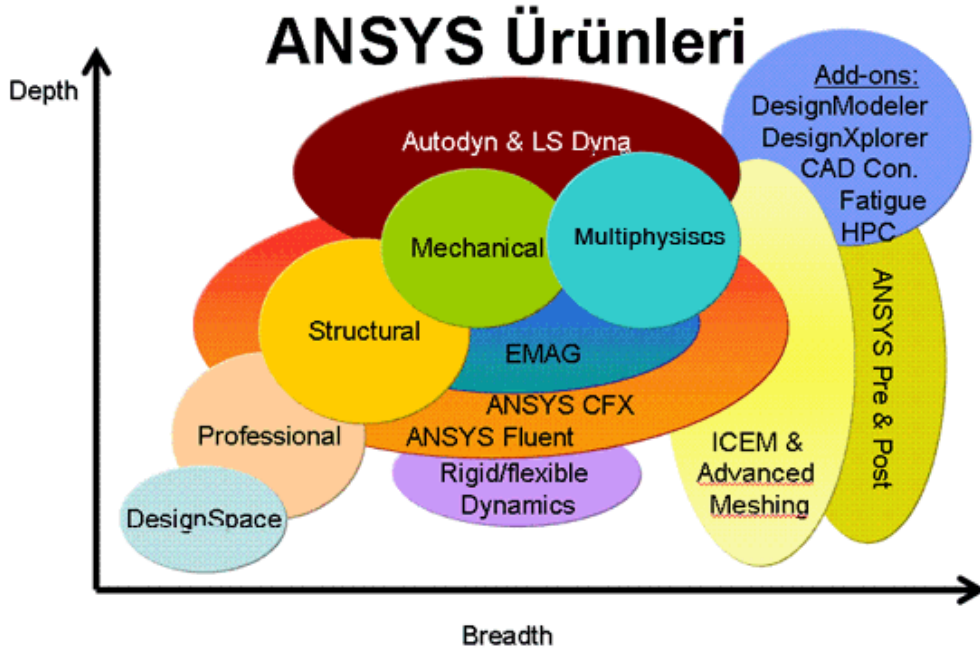 ANSYS Ürünleri
Depth
Add-ons:
DesignModeler
DesignXplorer
CAD Con.
Fatigue
HPC
Autodyn & LS Dyna
Mechanical
Multiphysiscs
Structural
EMAG
ANSYS CFX
ANSYS Fluent
Professional
Rigid/flexible
Dynamics
DesignSpace
ICEM &
Advanced
Meshing
ANSYS Pre & Post
Breadth